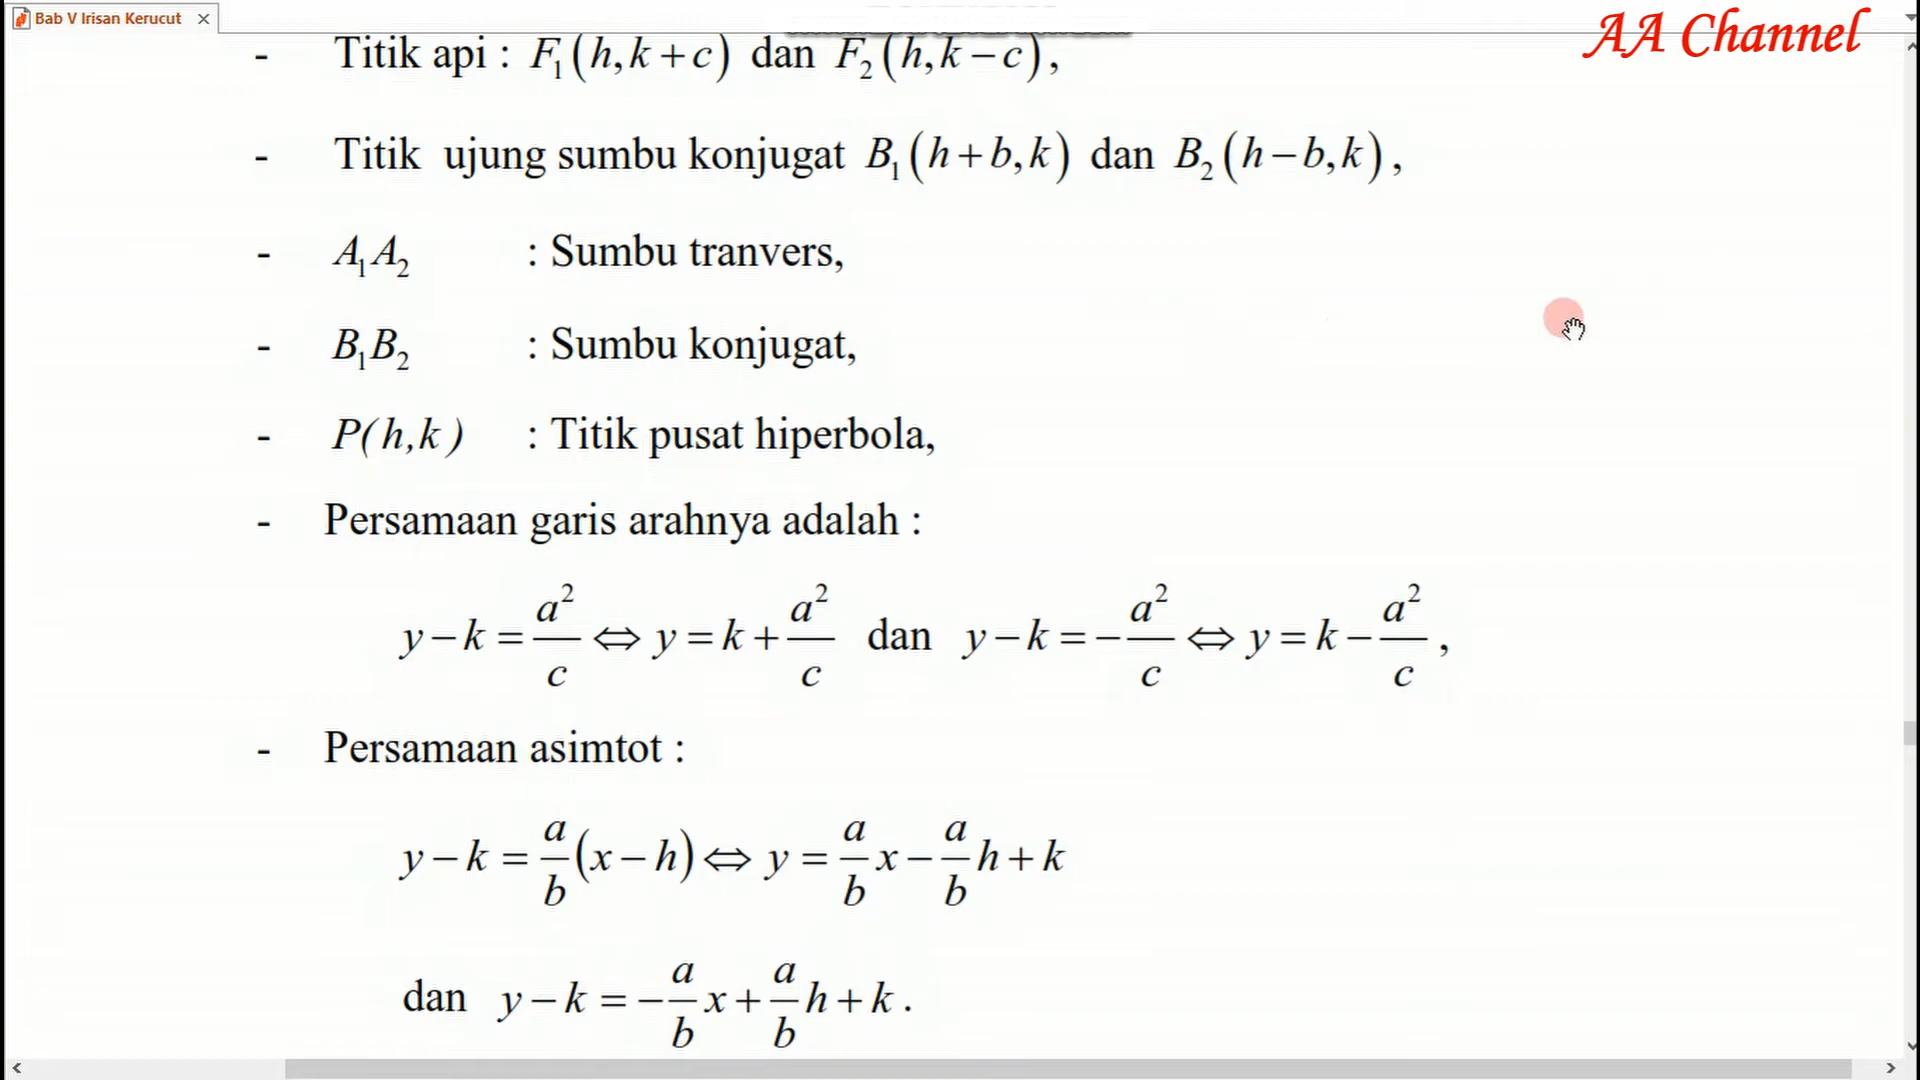 Bab V Irisan Kerucut
AA Channel
- Titik api : F₁(h,k+c) dan F₂(h,k−c),
- Titik ujung sumbu konjugat B₁(h+b,k) dan B₂(h−b,k),
- A₁A₂ : Sumbu tranvers,
- B₁B₂ : Sumbu konjugat,
- P(h,k) : Titik pusat hiperbola,
- Persamaan garis arahnya adalah :
y−k = a²/c ⇔ y = k + a²/c dan y−k = −a²/c ⇔ y = k − a²/c ,
- Persamaan asimtot :
y−k = a/b (x−h) ⇔ y = a/b x − a/b h + k
dan y−k = −a/b x + a/b h + k .